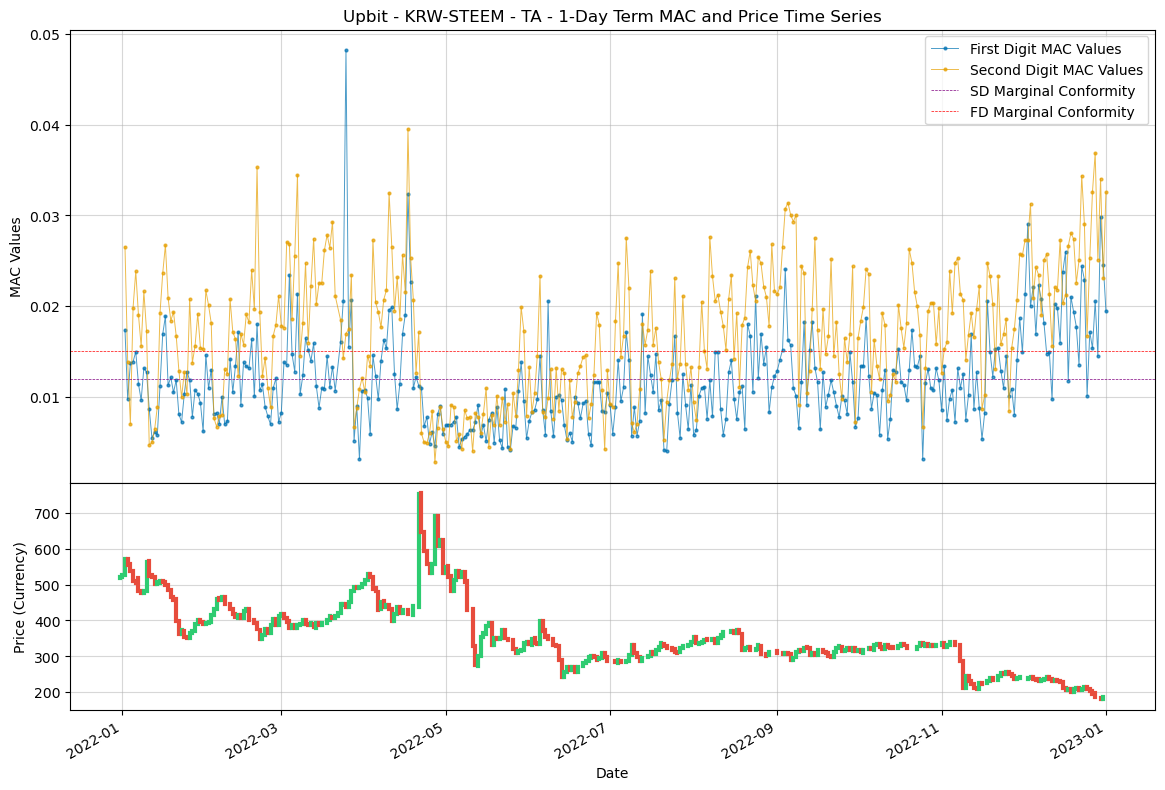 Upbit - KRW-STEEM - TA - 1-Day Term MAC and Price Time Series
MAC Values
0.05
0.04
0.03
0.02
0.01
First Digit MAC Values
Second Digit MAC Values
SD Marginal Conformity
FD Marginal Conformity
Price (Currency)
700
600
500
400
300
200
2022-01
2022-03
2022-05
2022-07
2022-09
2022-11
2023-01
Date